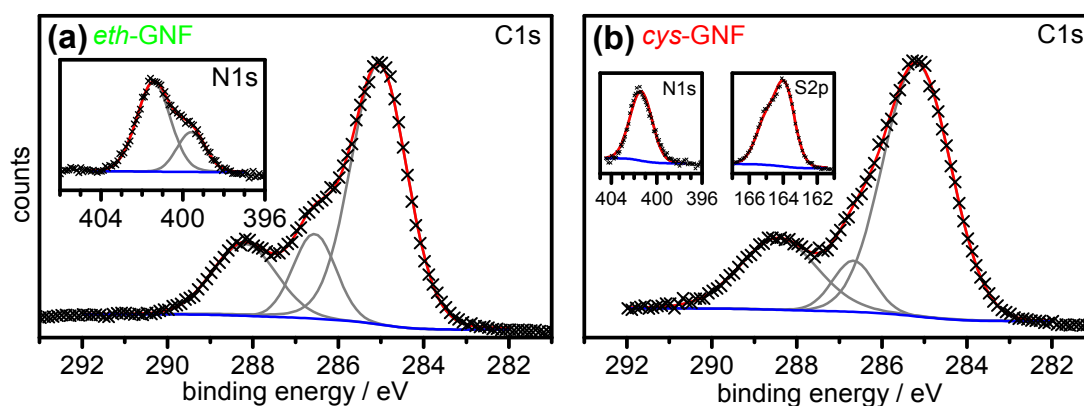 (a) eth-GNF
C1s
N1s
404 400 396
counts
292 290 288 286 284 282
binding energy / eV
(b) cys-GNF
C1s
N1s
404 400 396
S2p
166 164 162
292 290 288 286 284 282
binding energy / eV